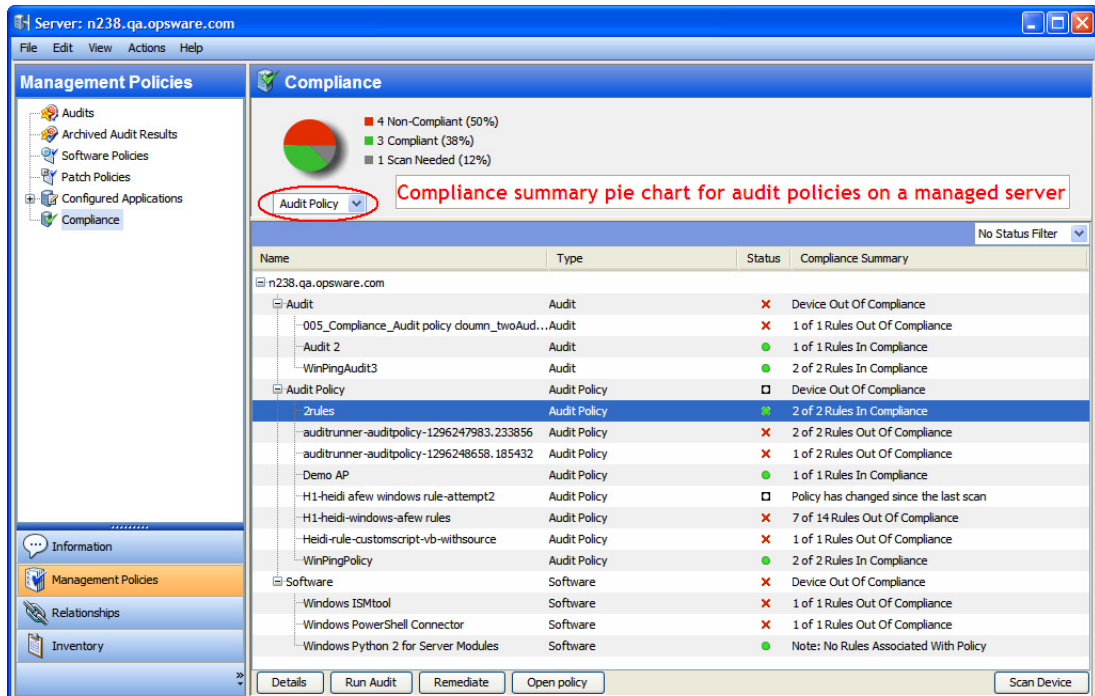 Server: n238.qa.opsware.com
File Edit View Actions Help
Management Policies
Audits
Archived Audit Results
Software Policies
Patch Policies
Configured Applications
Compliance
Information
Management Policies
Relationships
Inventory
Compliance
4 Non-Compliant (50%)
3 Compliant (38%)
1 Scan Needed (12%)
Audit Policy
Compliance summary pie chart for audit policies on a managed server
No Status Filter
Name Type Status Compliance Summary
n238.qa.opsware.com
Audit Audit Device Out Of Compliance
005_Compliance_Audit policy cloumn_twoAud... Audit 1 of 1 Rules Out Of Compliance
Audit 2 Audit 1 of 1 Rules In Compliance
WinPingAudit3 Audit 2 of 2 Rules In Compliance
Audit Policy Audit Policy Device Out Of Compliance
2rules Audit Policy 2 of 2 Rules In Compliance
auditrunner-auditpolicy-1296247983.233856 Audit Policy 2 of 2 Rules Out Of Compliance
auditrunner-auditpolicy-1296248658.185432 Audit Policy 1 of 2 Rules Out Of Compliance
Demo AP Audit Policy 1 of 1 Rules In Compliance
H1-heidi afew windows rule-attempt2 Audit Policy Policy has changed since the last scan
H1-heidi-windows-afew rules Audit Policy 7 of 14 Rules Out Of Compliance
Heidi-rule-customscript-vb-withsource Audit Policy 1 of 1 Rules Out Of Compliance
WinPingPolicy Audit Policy 2 of 2 Rules In Compliance
Software Software Device Out Of Compliance
Windows ISMtool Software 1 of 1 Rules Out Of Compliance
Windows PowerShell Connector Software 1 of 1 Rules Out Of Compliance
Windows Python 2 for Server Modules Software Note: No Rules Associated With Policy
Details Run Audit Remediate Open policy Scan Device